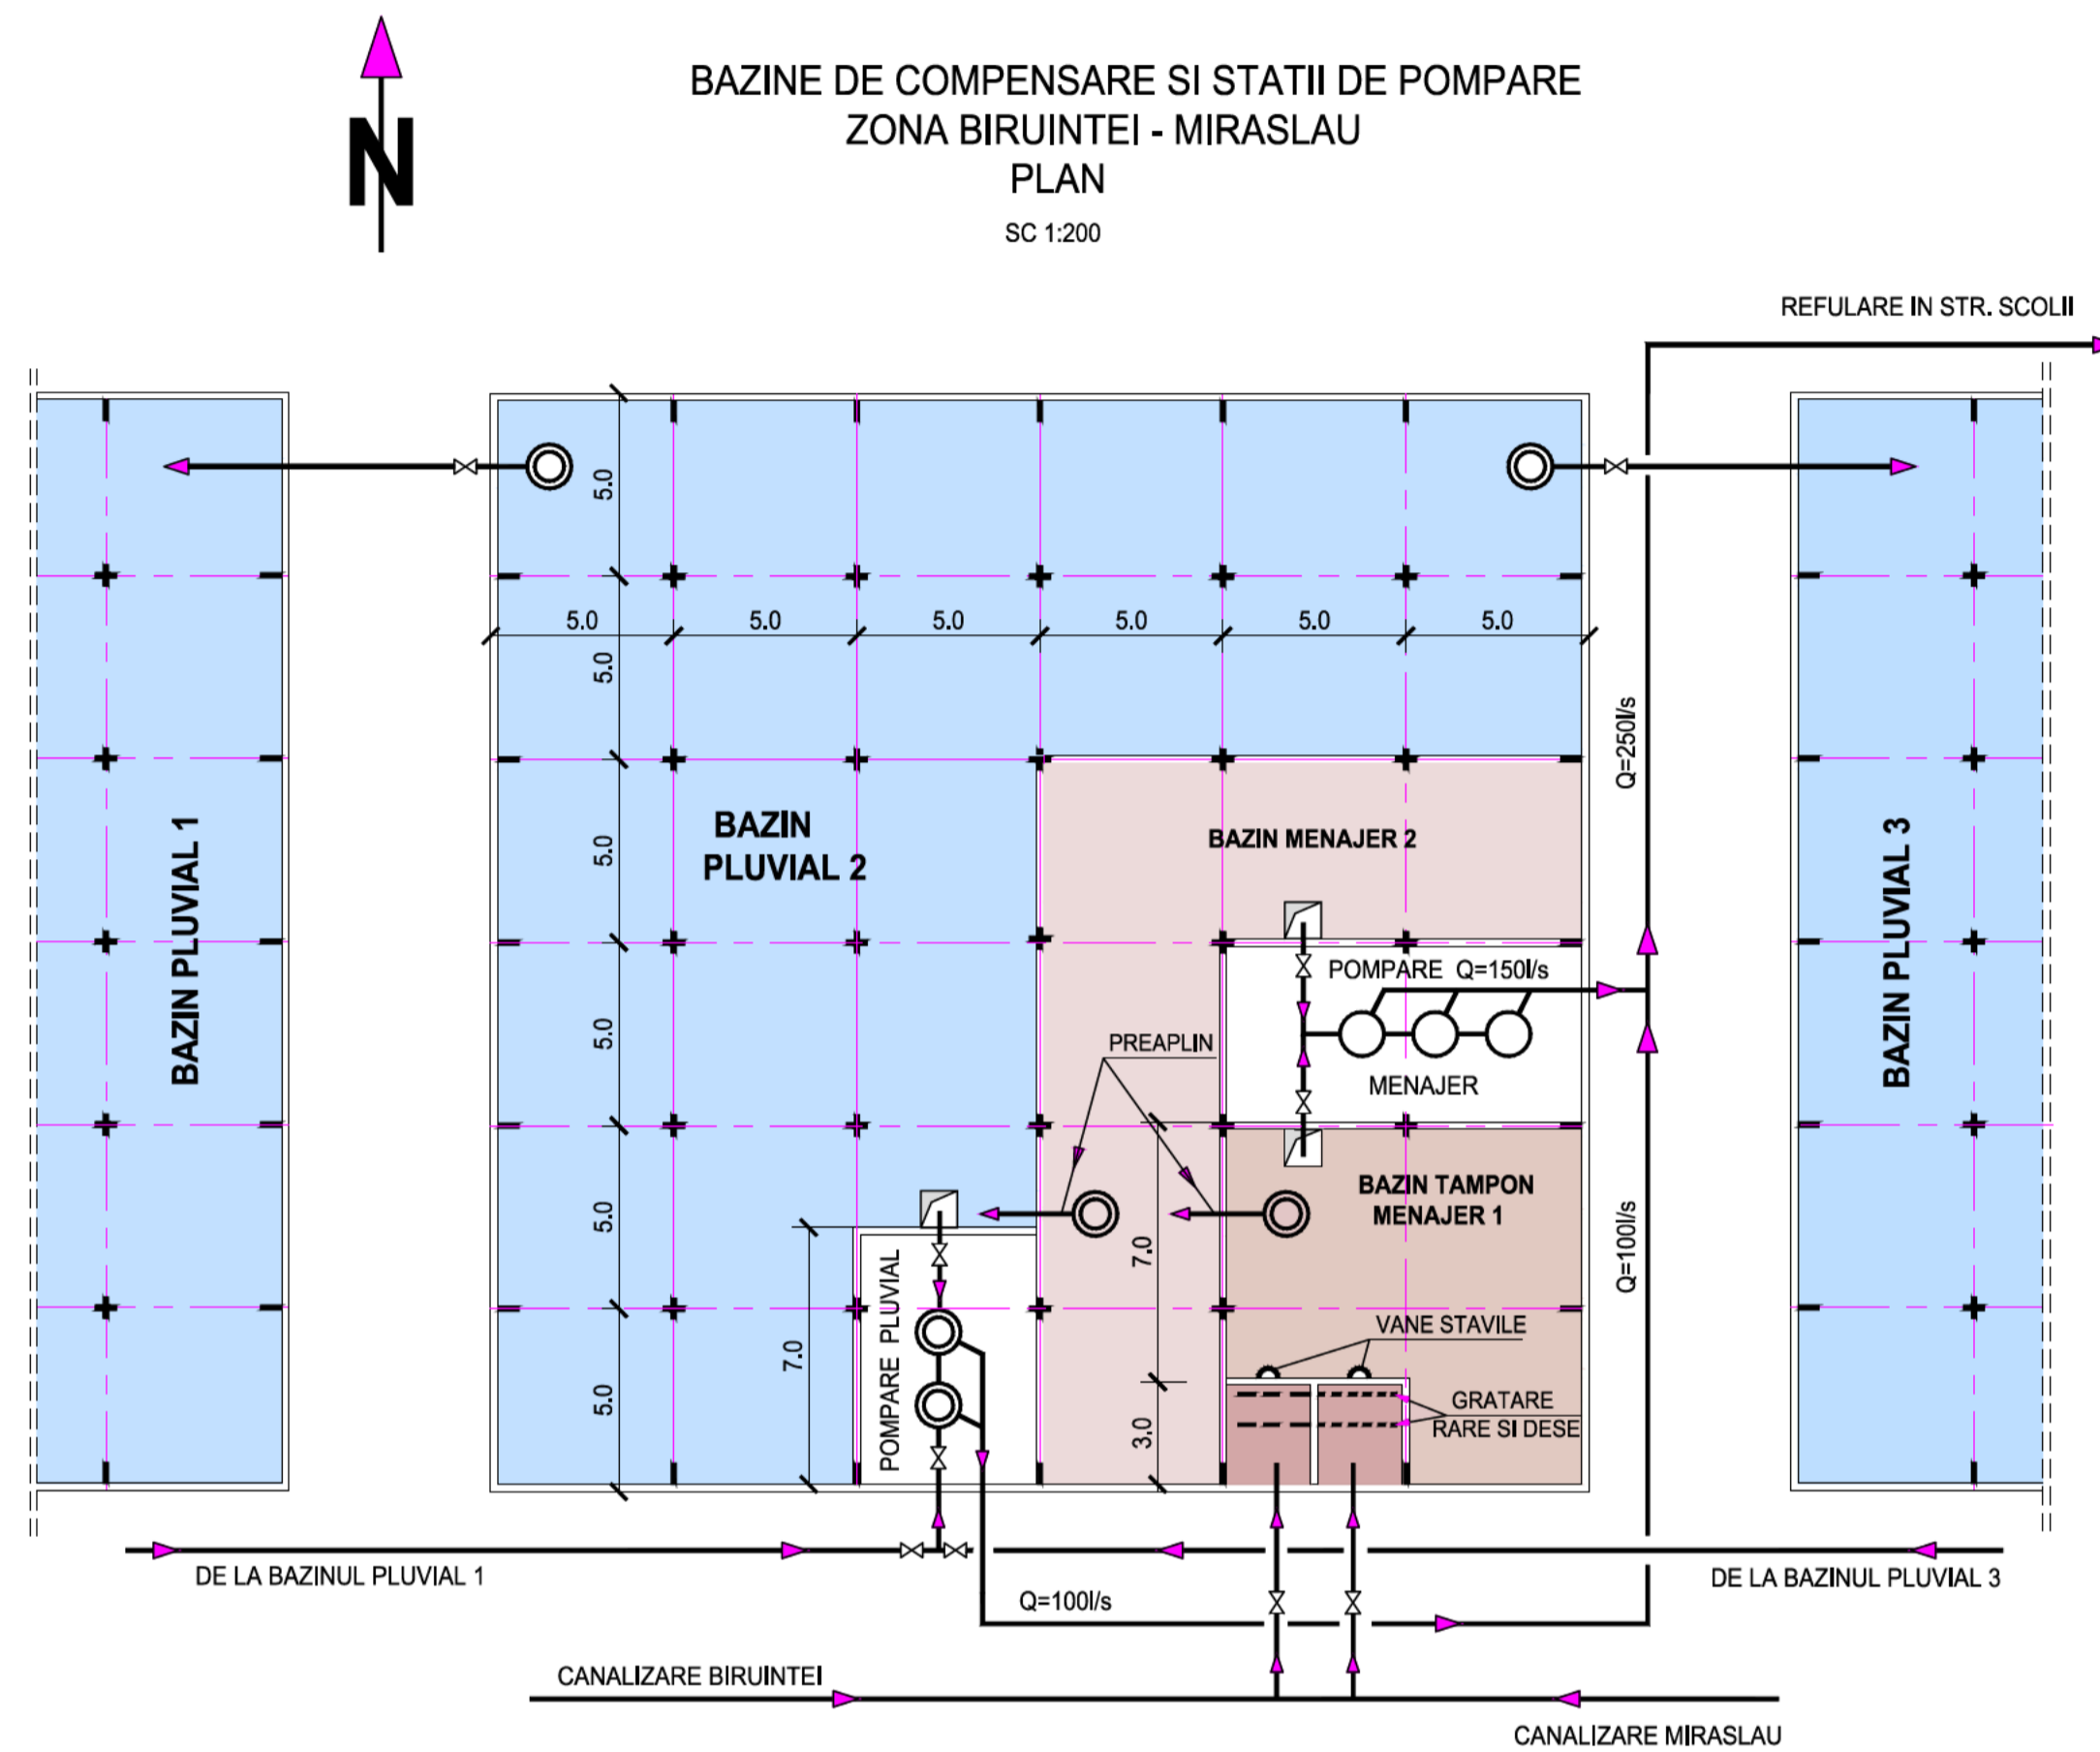 N
BAZINE DE COMPENSARE SI STATII DE POMPARE
ZONA BIRUINTEI - MIRASLAU
PLAN
SC 1:200
REFULARE IN STR. SCOLII
5.0
5.0
5.0
5.0
5.0
5.0
5.0
5.0
Q=250l/s
BAZIN PLUVIAL 1
BAZIN
PLUVIAL 2
5.0
BAZIN MENAJER 2
BAZIN PLUVIAL 3
POMPARE Q=150l/s
5.0
PREAPLIN
MENAJER
5.0
BAZIN TAMPON
MENAJER 1
7.0
Q=100l/s
POMPARE PLUVIAL
7.0
VANE STAVILE
5.0
3.0
GRATARE
RARE SI DESE
DE LA BAZINUL PLUVIAL 1
DE LA BAZINUL PLUVIAL 3
Q=100l/s
CANALIZARE BIRUINTEI
CANALIZARE MIRASLAU